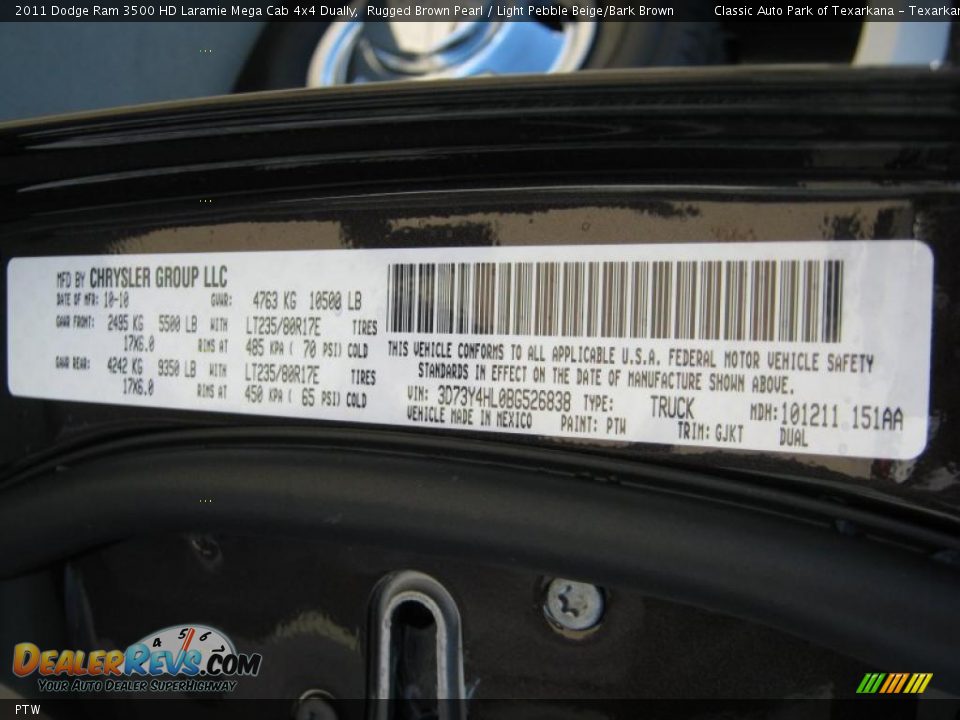 2011 Dodge Ram 3500 HD Laramie Mega Cab 4x4 Dually, Rugged Brown Pearl / Light Pebble Beige/Bark Brown Classic Auto Park of Texarkana - Texarkan
MFD BY CHRYSLER GROUP LLC
DATE OF MFR: 10-10 GVWR: 4763 KG 10500 LB
GAWR FRONT: 2495 KG 5500 LB WITH LT235/80R17E TIRES
17X6.0 RIMS AT 485 KPA ( 70 PSI) COLD
GAWR REAR: 4242 KG 9350 LB WITH LT235/80R17E TIRES
17X6.0 RIMS AT 450 KPA ( 65 PSI) COLD
THIS VEHICLE CONFORMS TO ALL APPLICABLE U.S.A. FEDERAL MOTOR VEHICLE SAFETY
STANDARDS IN EFFECT ON THE DATE OF MANUFACTURE SHOWN ABOVE.
VIN: 3D73Y4HL0BG526838 TYPE: TRUCK MDH: 101211 151AA
VEHICLE MADE IN MEXICO PAINT: PTW TRIM: GJKT DUAL
4 5 6
DEALERREVS.COM
YOUR AUTO DEALER SUPERHIGHWAY
PTW